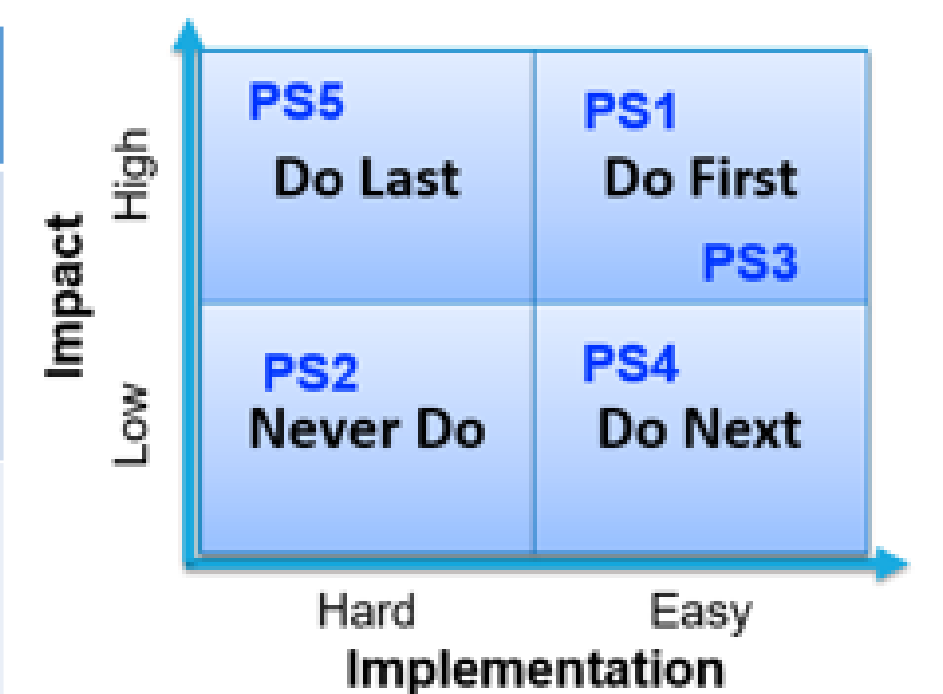 PS5
Do Last
PS1
Do First
PS3
PS2
Never Do
PS4
Do Next
High
Low
Impact
Hard
Easy
Implementation